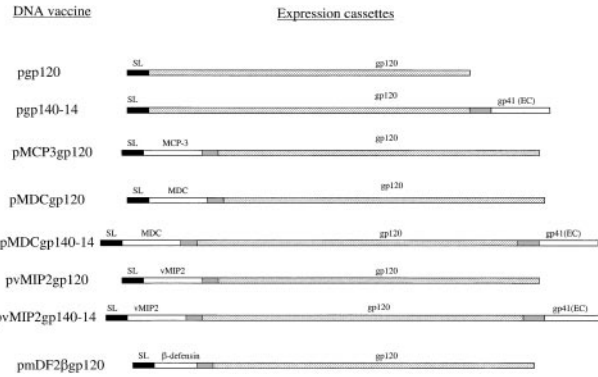 DNA vaccine Expression cassettes
SL gp120
pgp120
SL gp120 gp41 (EC)
pgp140-14
SL MCP-3 gp120
pMCP3gp120
SL MDC gp120
pMDCgp120
SL MDC gp120 gp41(EC)
pMDCgp140-14
SL vMIP2 gp120
pvMIP2gp120
SL vMIP2 gp120 gp41(EC)
pvMIP2gp140-14
SL β-defensin gp120
pmDF2βgp120